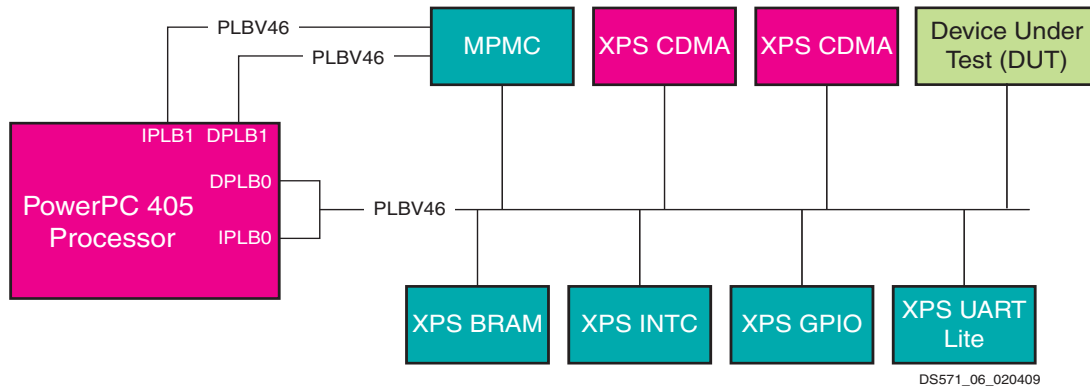 PLBV46
PLBV46
MPMC
XPS CDMA
XPS CDMA
Device Under
Test (DUT)
IPLB1 DPLB1
DPLB0
PowerPC 405
Processor
IPLB0
PLBV46
XPS BRAM
XPS INTC
XPS GPIO
XPS UART
Lite
DS571_06_020409